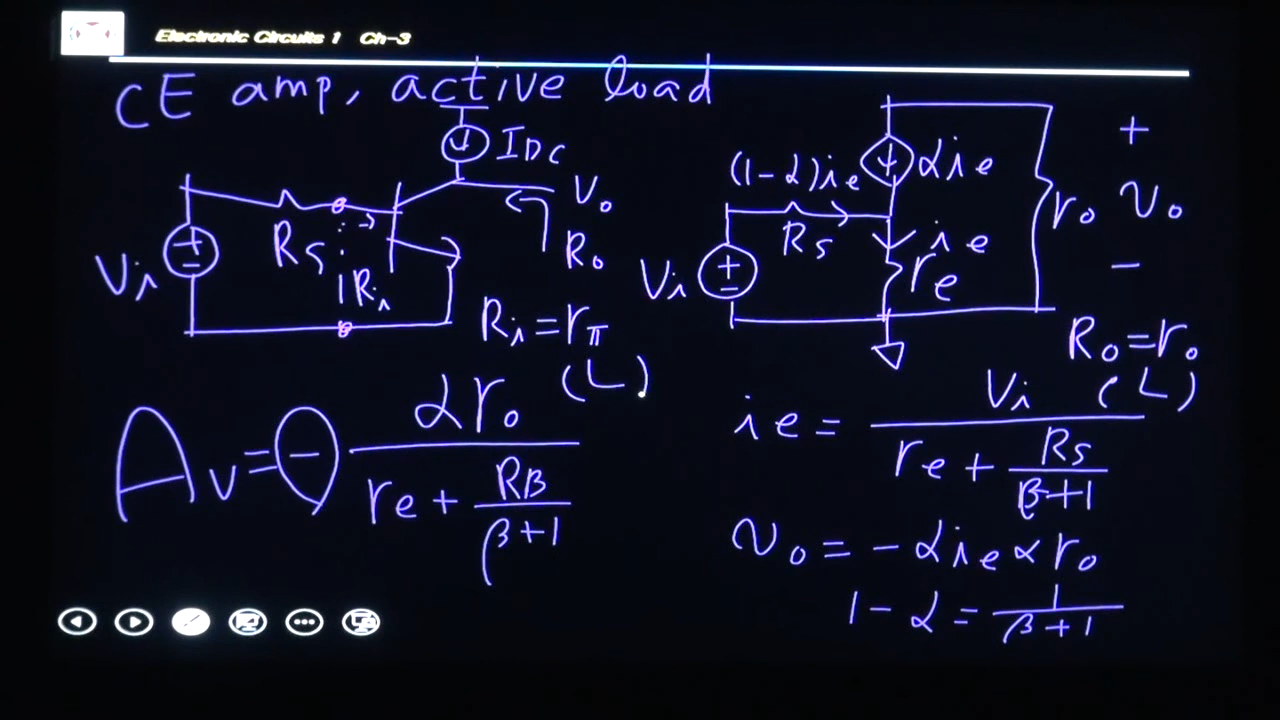 Electronic Circuits 1 Ch-3
CE amp, active load
IDC
Vo
Rs
Ro
Vi
Ri
Ri = rπ
(L)
Av = - αro / (re + RB/(β+1))
(1-α)ie
αie
+
ro vo
-
Rs
ie
re
Vi
Ro = ro
(L)
ie = Vi / (re + Rs/(β+1))
vo = - αie × ro
1 - α = 1/(β+1)